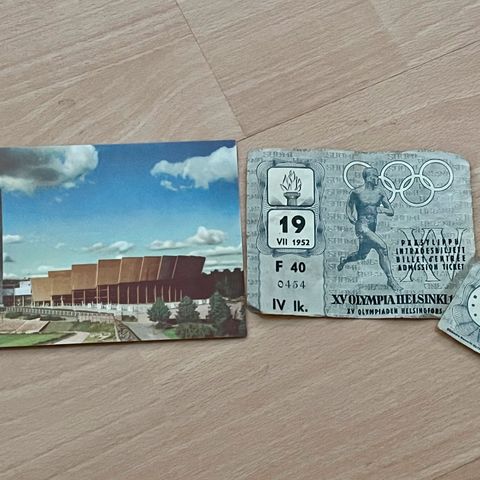 19
VII 1952
F 40
0454
IV lk.
XV
PÄÄSYLIPPU
INTRÄDESBILJETT
BILLET D'ENTRÉE
ADMISSION TICKET
XV OLYMPIA HELSINKI
XV OLYMPIADEN HELSINGFORS